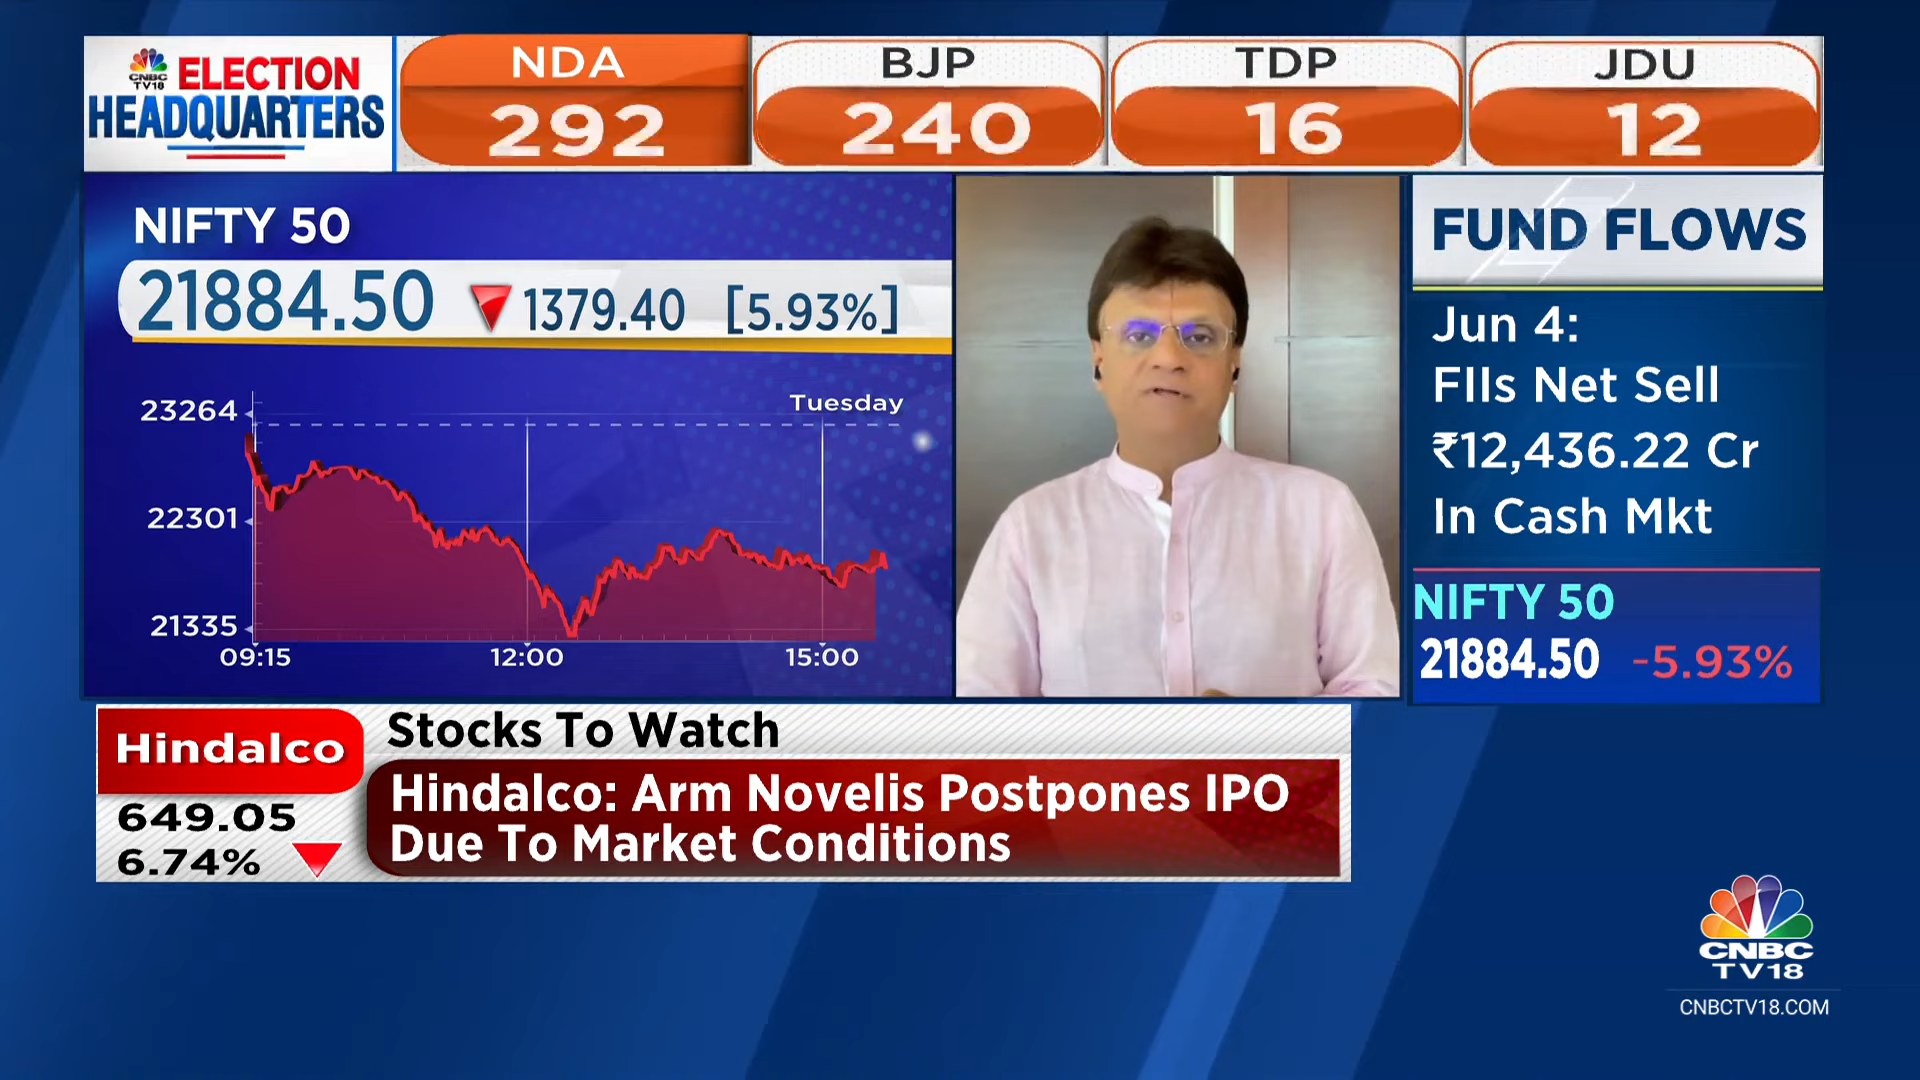 CNBC
TV18
ELECTION
HEADQUARTERS
NDA
292
BJP
240
TDP
16
JDU
12
NIFTY 50
21884.50 1379.40 [5.93%]
Tuesday
23264
22301
21335
09:15 12:00 15:00
FUND FLOWS
Jun 4:
FIIs Net Sell
₹12,436.22 Cr
In Cash Mkt
NIFTY 50
21884.50 -5.93%
Hindalco
649.05
6.74%
Stocks To Watch
Hindalco: Arm Novelis Postpones IPO
Due To Market Conditions
CNBC
TV18
CNBCTV18.COM